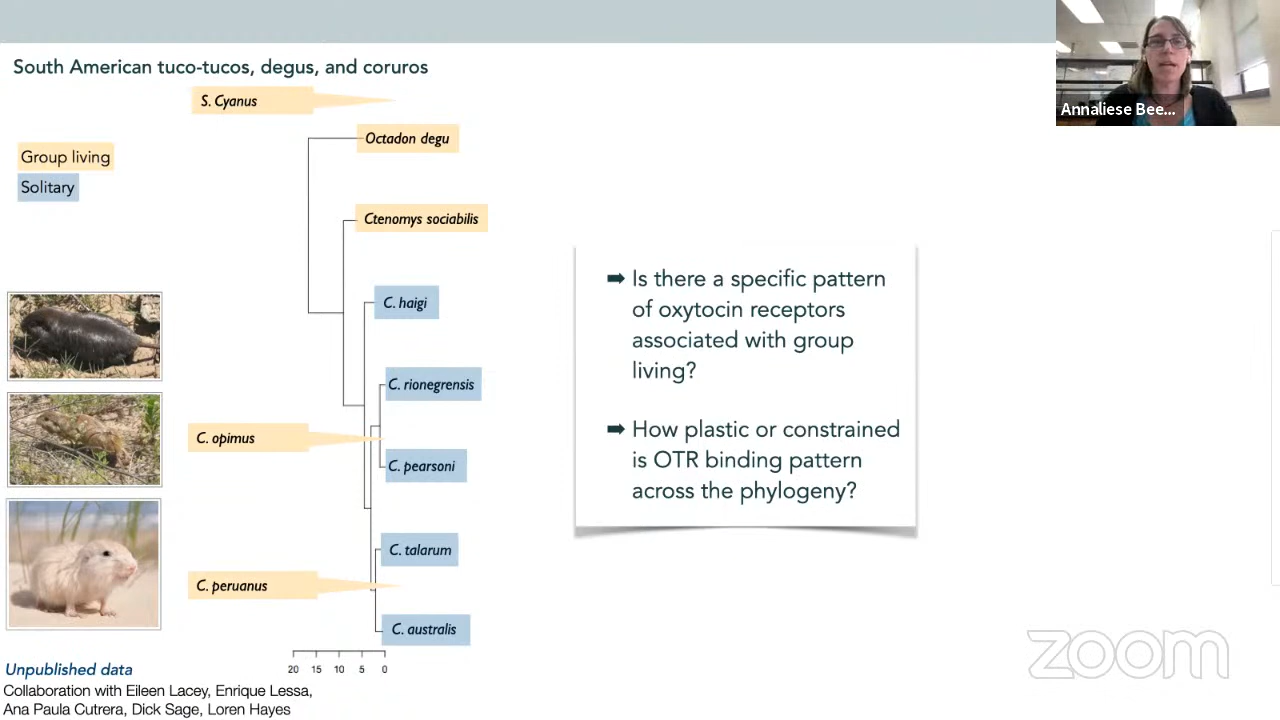 South American tuco-tucos, degus, and coruros
Annaliese Bee...
S. Cyanus
Octadon degu
Group living
Solitary
Ctenomys sociabilis
➡ Is there a specific pattern
of oxytocin receptors
associated with group
living?
C. haigi
C. rionegrensis
➡ How plastic or constrained
is OTR binding pattern
across the phylogeny?
C. opimus
C. pearsoni
C. talarum
C. peruanus
C. australis
20 15 10 5 0
zoom
Unpublished data
Collaboration with Eileen Lacey, Enrique Lessa,
Ana Paula Cutrera, Dick Sage, Loren Hayes